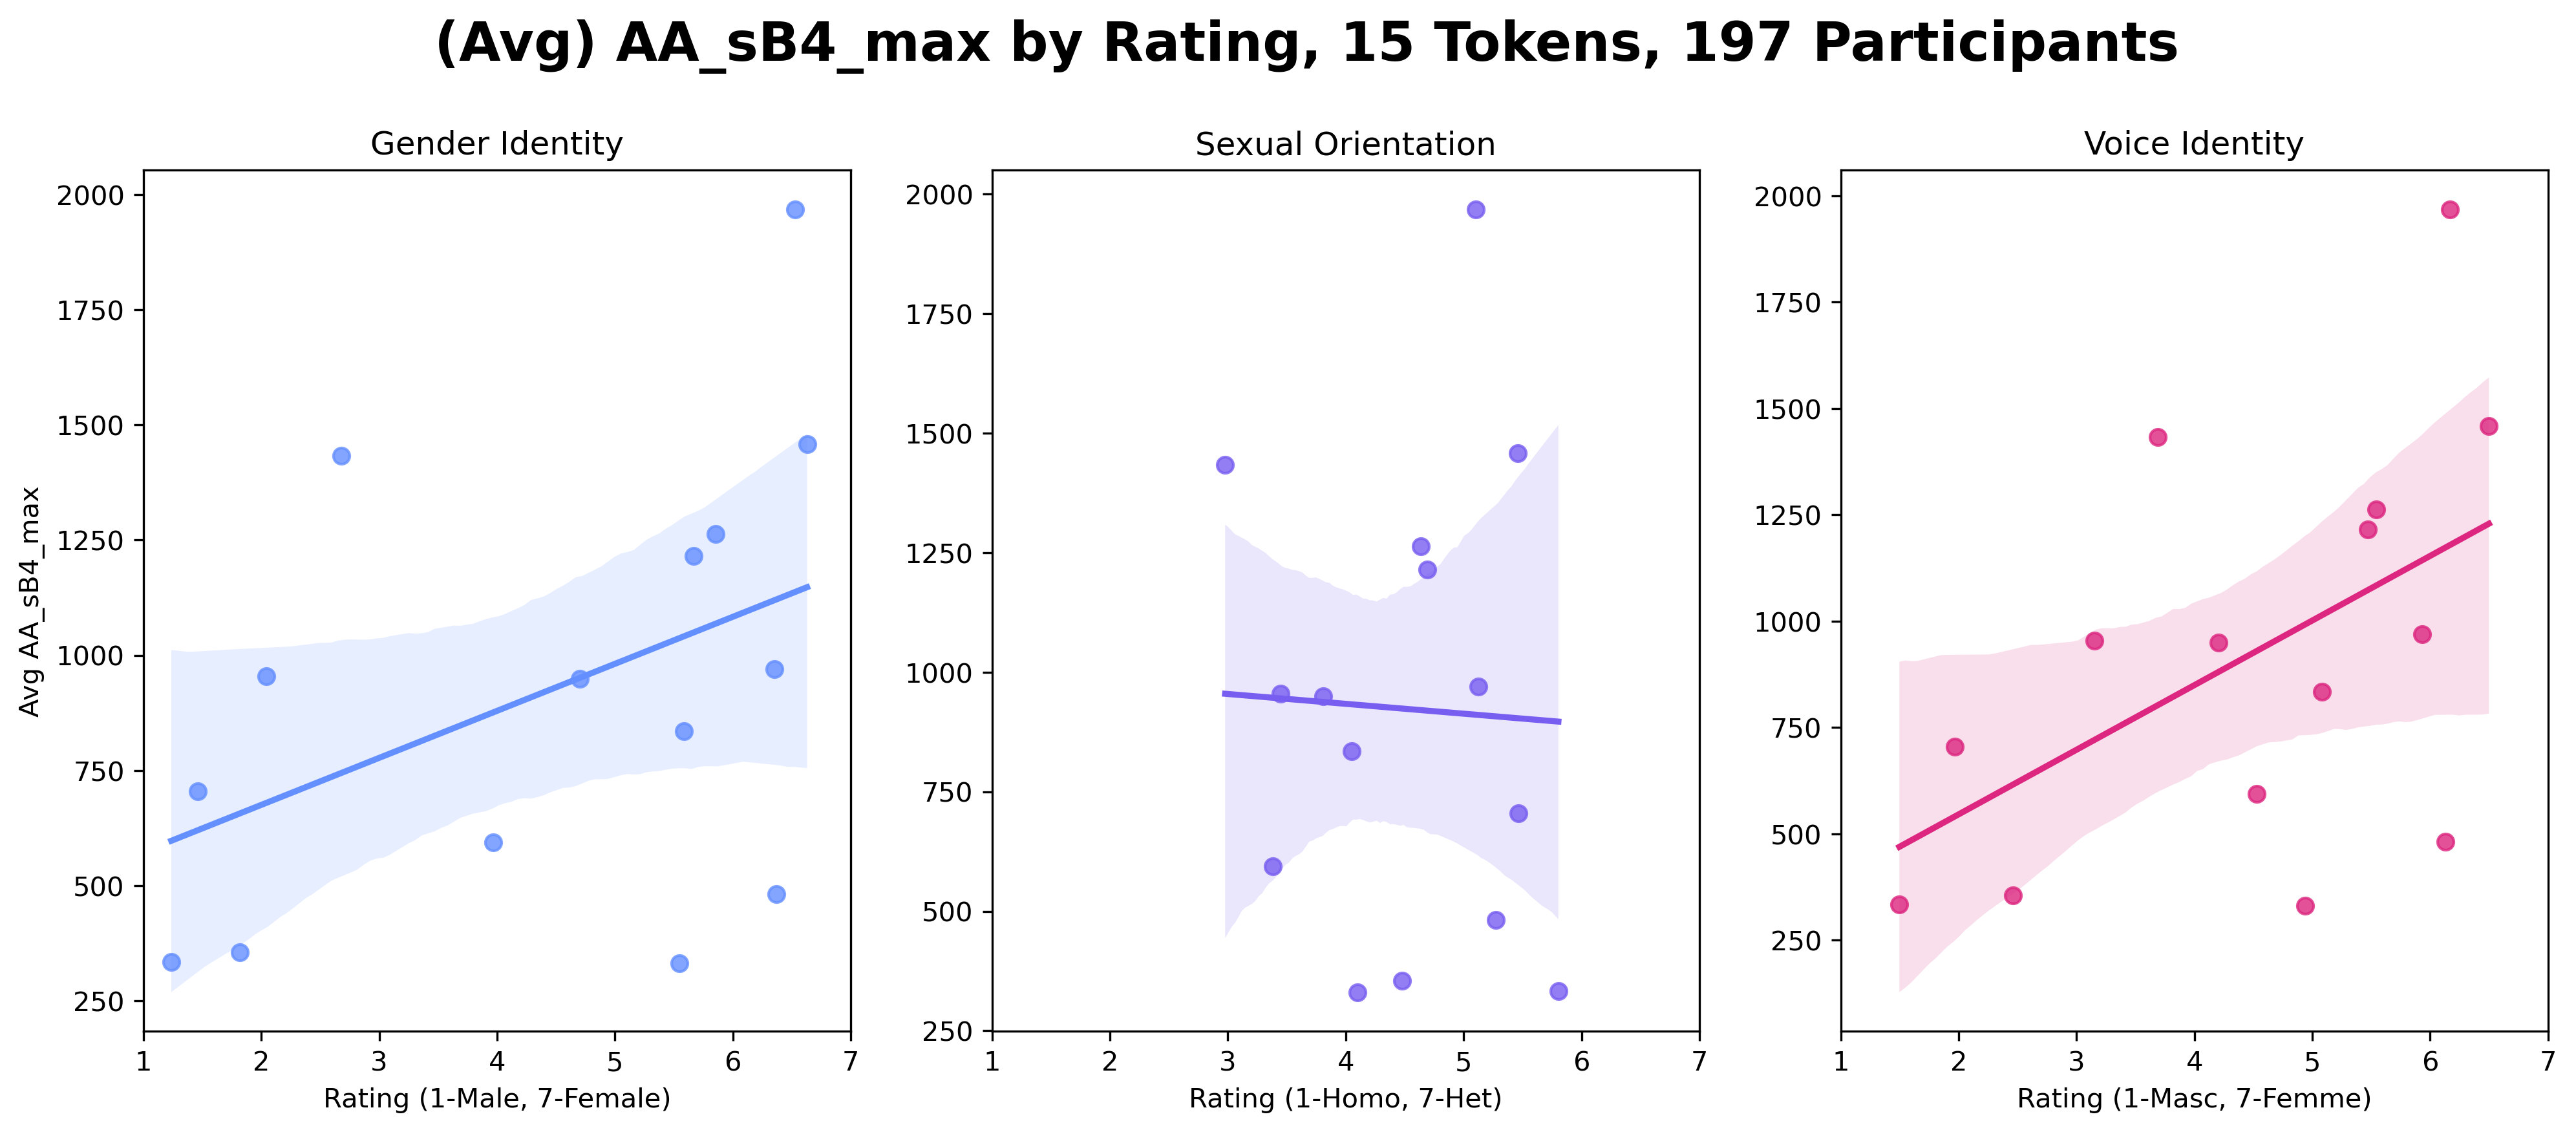 (Avg) AA_sB4_max by Rating, 15 Tokens, 197 Participants
Gender Identity
Avg AA_sB4_max
2000
1750
1500
1250
1000
750
500
250
1 2 3 4 5 6 7
Rating (1-Male, 7-Female)
Sexual Orientation
2000
1750
1500
1250
1000
750
500
250
1 2 3 4 5 6 7
Rating (1-Homo, 7-Het)
Voice Identity
2000
1750
1500
1250
1000
750
500
250
1 2 3 4 5 6 7
Rating (1-Masc, 7-Femme)